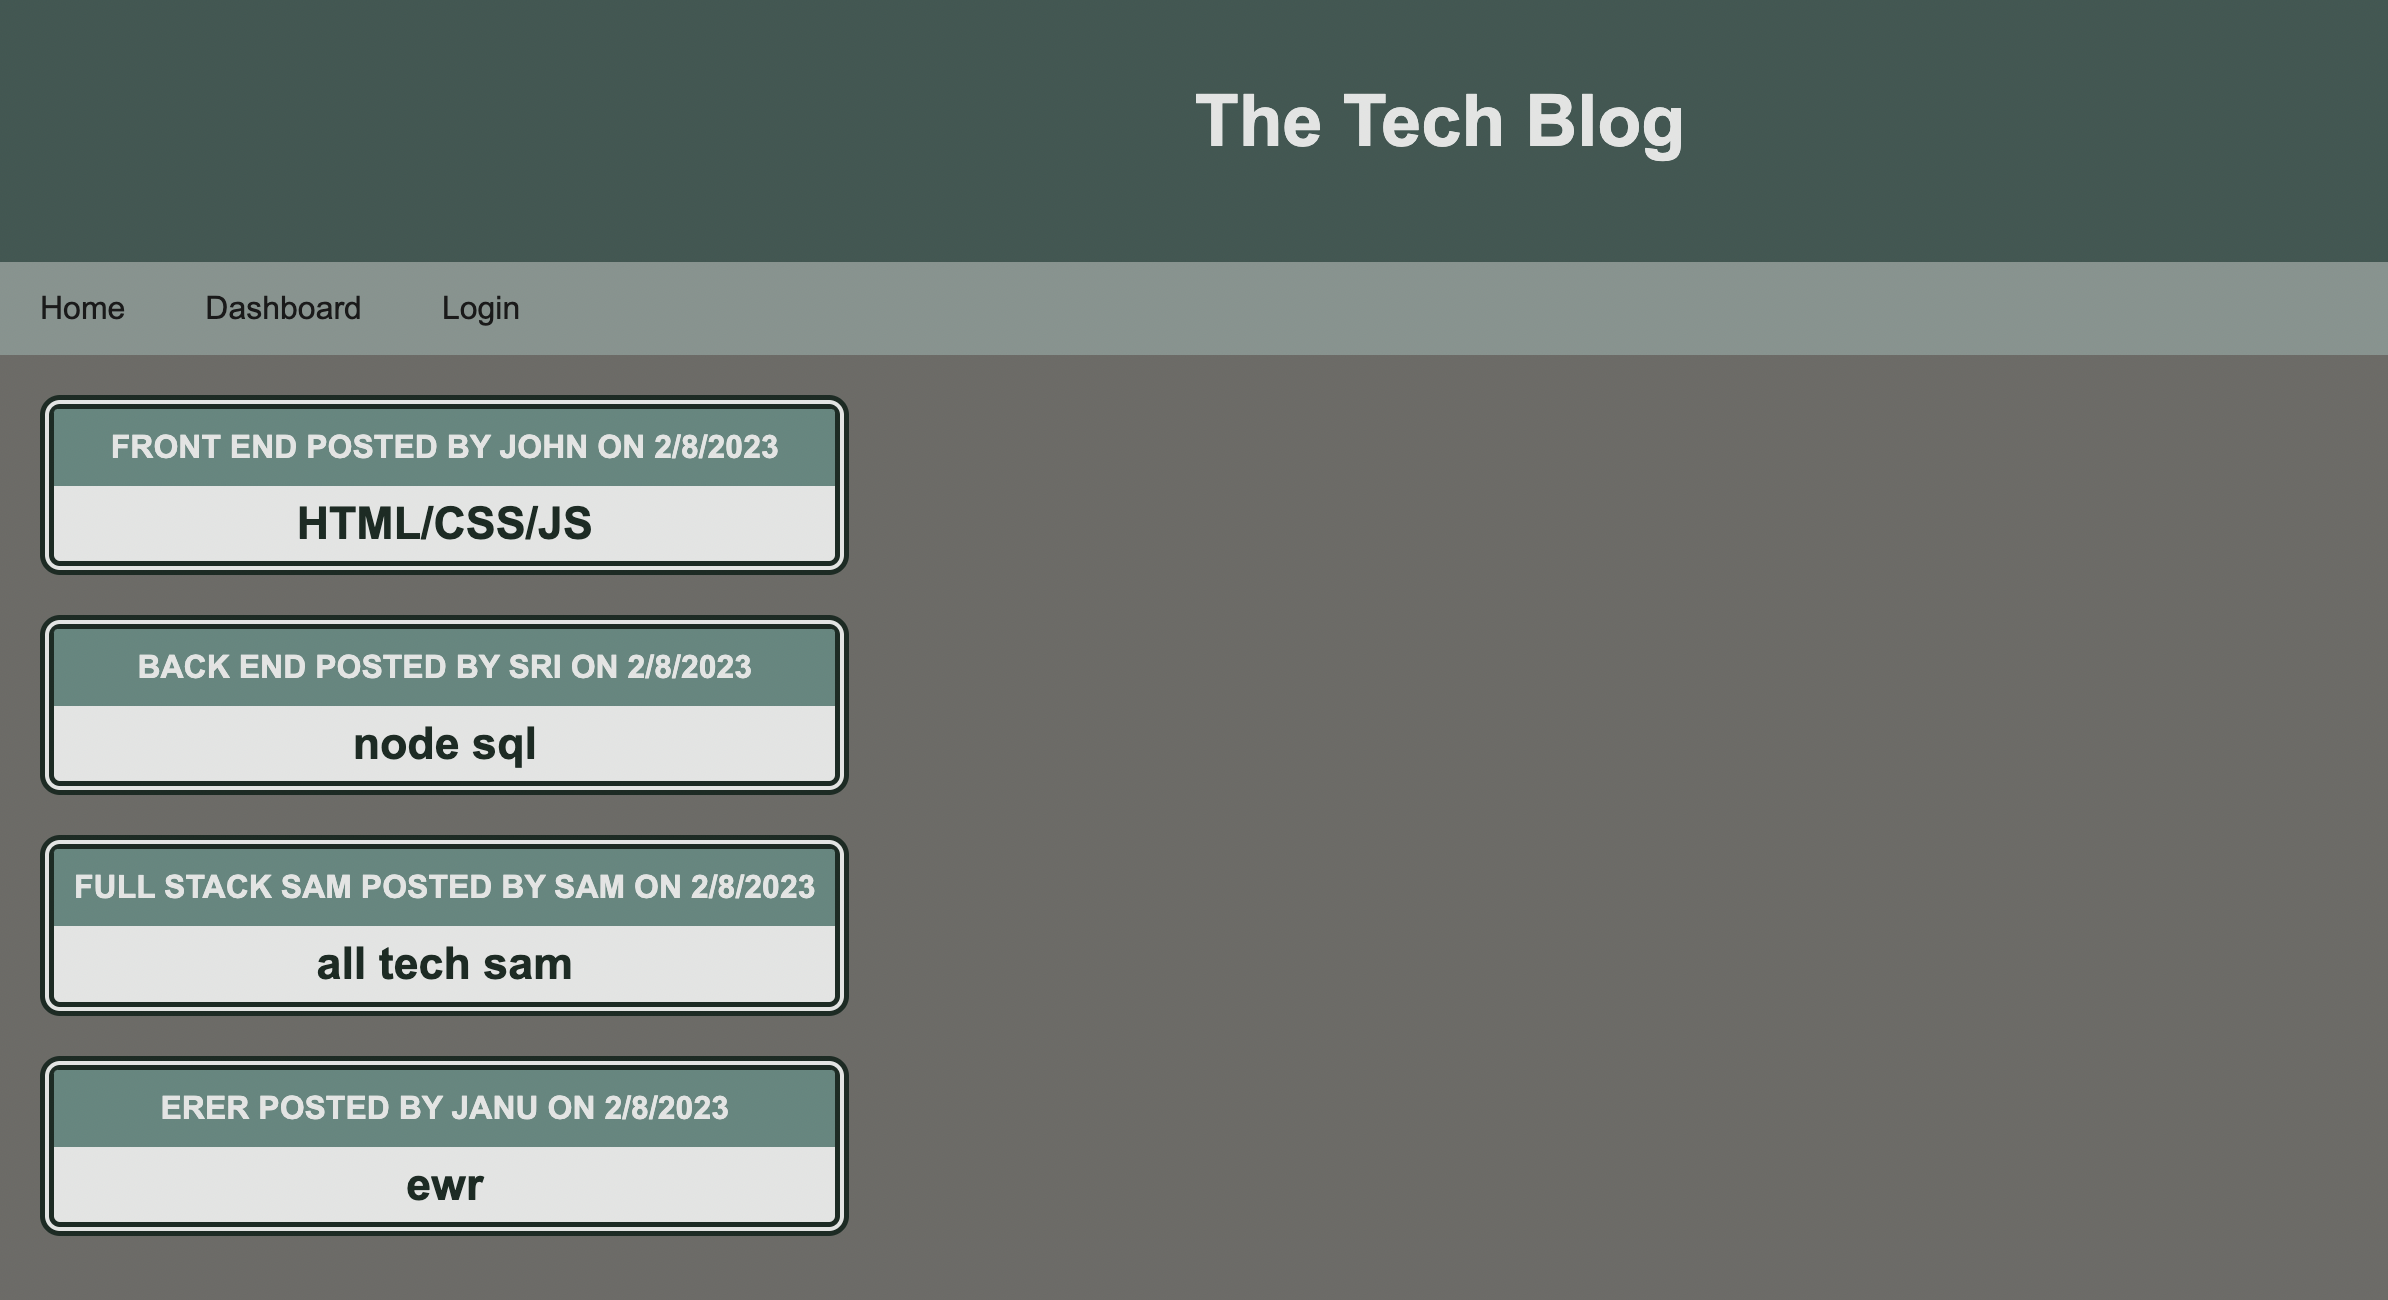 The Tech Blog
Home Dashboard Login
FRONT END POSTED BY JOHN ON 2/8/2023
HTML/CSS/JS
BACK END POSTED BY SRI ON 2/8/2023
node sql
FULL STACK SAM POSTED BY SAM ON 2/8/2023
all tech sam
ERER POSTED BY JANU ON 2/8/2023
ewr